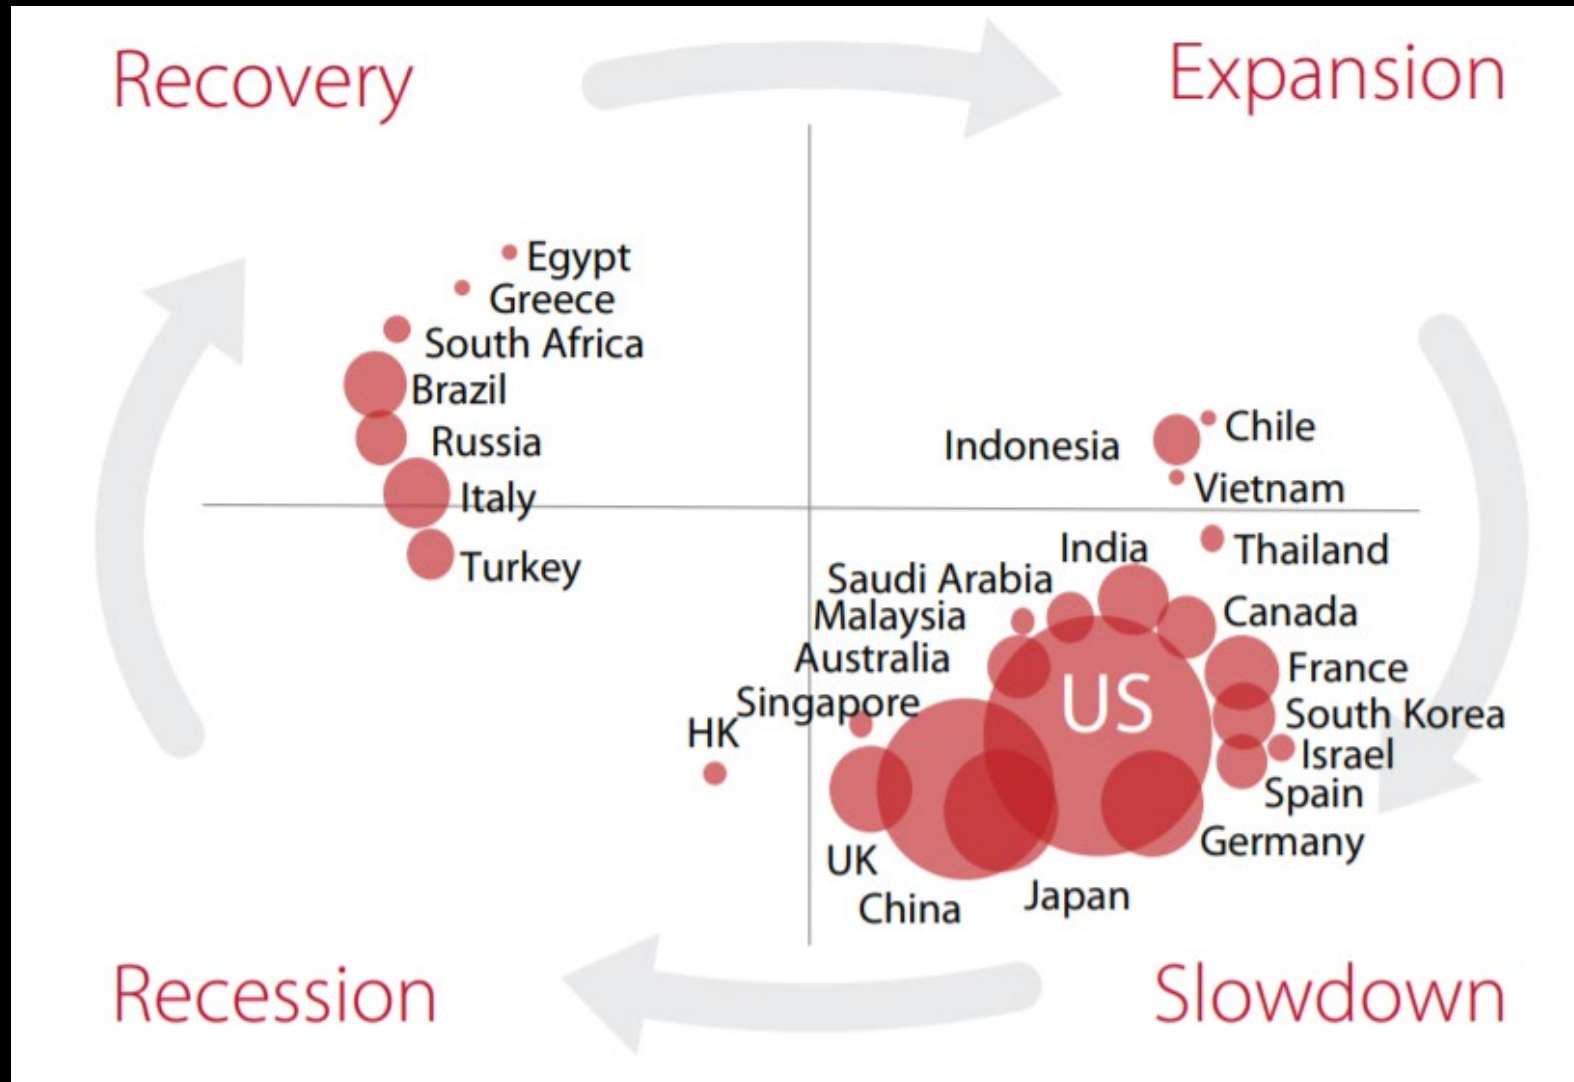 Recovery
Expansion
Egypt
Greece
South Africa
Brazil
Russia
Italy
Turkey
Chile
Indonesia
Vietnam
Thailand
India
Saudi Arabia
Malaysia
Canada
Australia
France
US
Singapore
South Korea
HK
Israel
Spain
Germany
UK
Japan
China
Recession
Slowdown